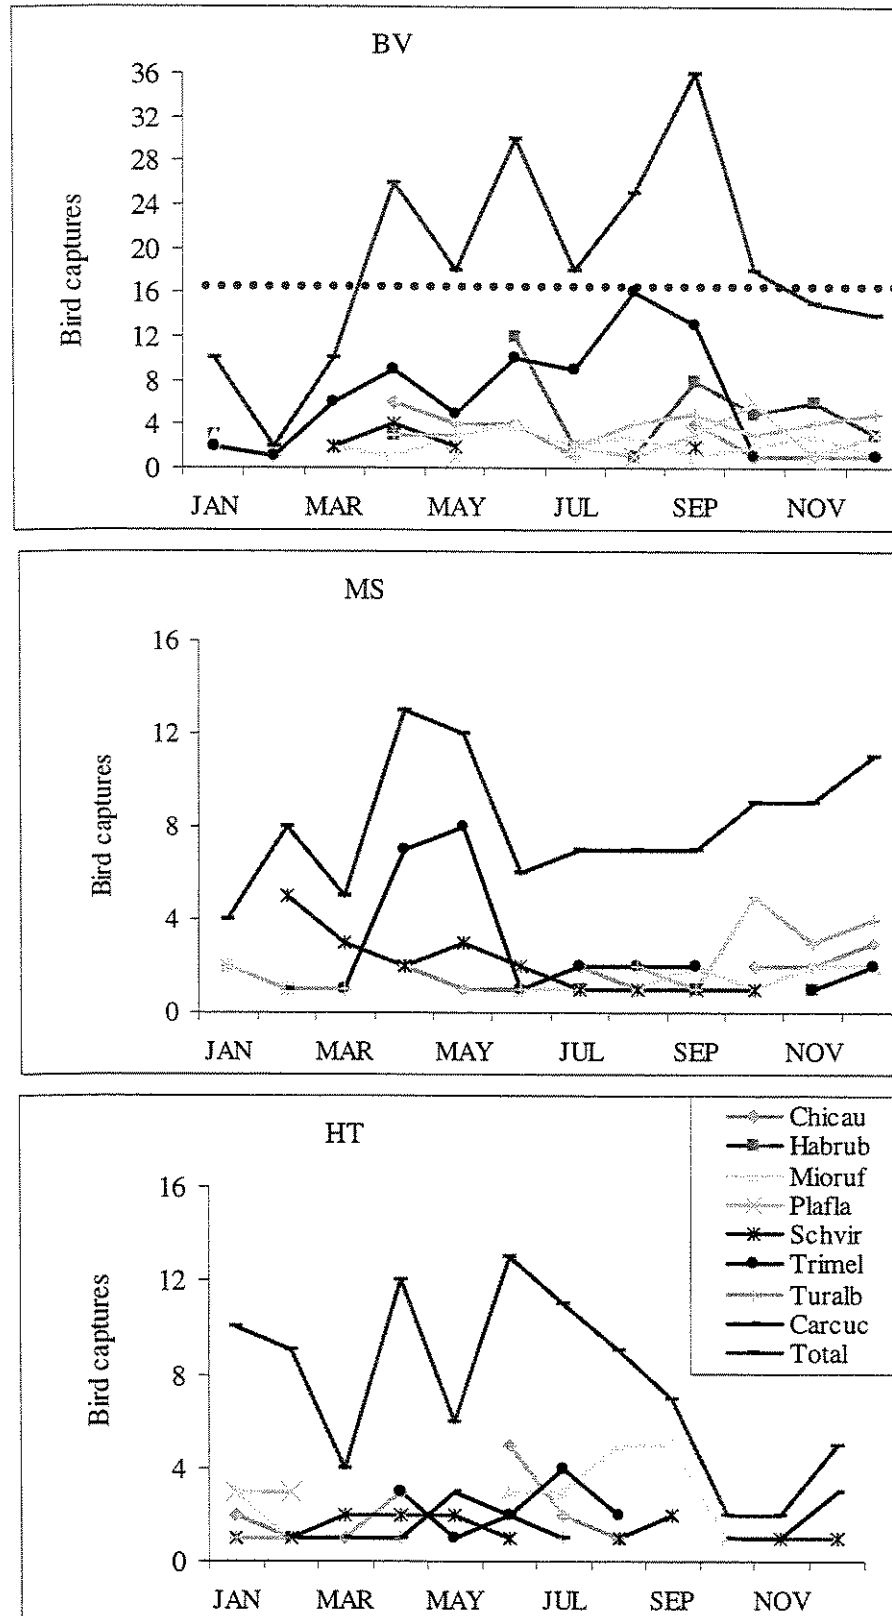 BV
36
32
28
24
20
16
12
8
4
0
Bird captures
JAN MAR MAY JUL SEP NOV
MS
16
12
8
4
0
Bird captures
JAN MAR MAY JUL SEP NOV
HT
16
12
8
4
0
Bird captures
JAN MAR MAY JUL SEP NOV
Chicau
Habrub
Mioruf
Plafla
Schvir
Trimel
Turalb
Carcuc
Total